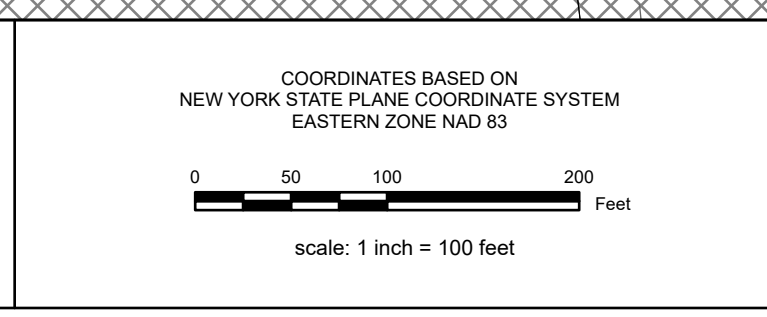 COORDINATES BASED ON
NEW YORK STATE PLANE COORDINATE SYSTEM
EASTERN ZONE NAD 83
0 50 100 200
Feet
scale: 1 inch = 100 feet